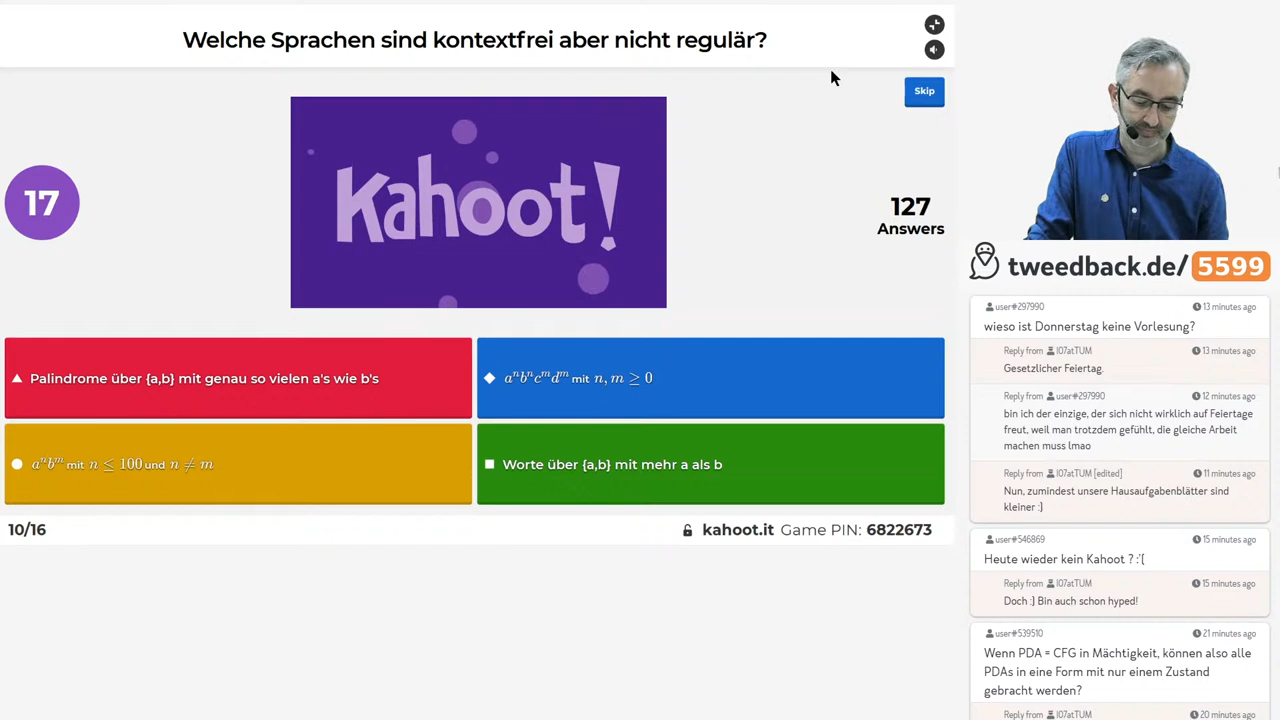 Welche Sprachen sind kontextfrei aber nicht regulär?
Skip
17
Kahoot!
127
Answers
Palindrome über {a,b} mit genau so vielen a's wie b's
aⁿbⁿcᵐdᵐ mit n, m ≥ 0
aⁿbᵐ mit n ≤ 100 und n ≠ m
Worte über {a,b} mit mehr a als b
10/16
kahoot.it Game PIN: 6822673
tweedback.de/ 5599
user#297990 13 minutes ago
wieso ist Donnerstag keine Vorlesung?
Reply from I07atTUM 13 minutes ago
Gesetzlicher Feiertag.
Reply from user#297990 12 minutes ago
bin ich der einzige, der sich nicht wirklich auf Feiertage
freut, weil man trotzdem gefühlt, die gleiche Arbeit
machen muss lmao
Reply from I07atTUM [edited] 11 minutes ago
Nun, zumindest unsere Hausaufgabenblätter sind
kleiner :)
user#546869 15 minutes ago
Heute wieder kein Kahoot ? :'(
Reply from I07atTUM 15 minutes ago
Doch :) Bin auch schon hyped!
user#539510 21 minutes ago
Wenn PDA = CFG in Mächtigkeit, können also alle
PDAs in eine Form mit nur einem Zustand
gebracht werden?
Reply from I07atTUM 20 minutes ago